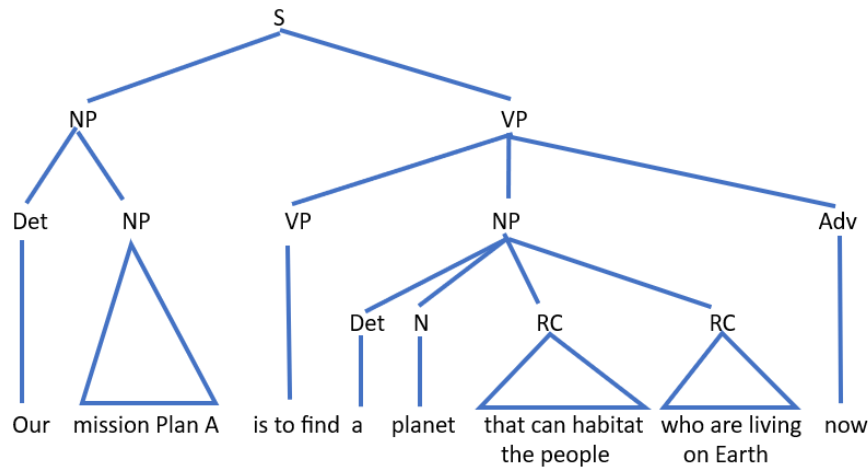 S
NP VP
Det NP VP NP Adv
Det N RC RC
Our mission Plan A is to find a planet that can habitat who are living now
the people on Earth